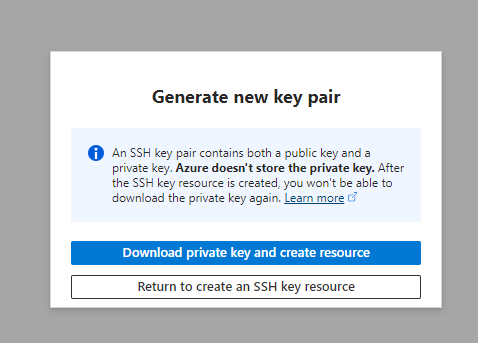 Generate new key pair
An SSH key pair contains both a public key and a
private key. Azure doesn't store the private key. After
the SSH key resource is created, you won't be able to
download the private key again. Learn more
Download private key and create resource
Return to create an SSH key resource